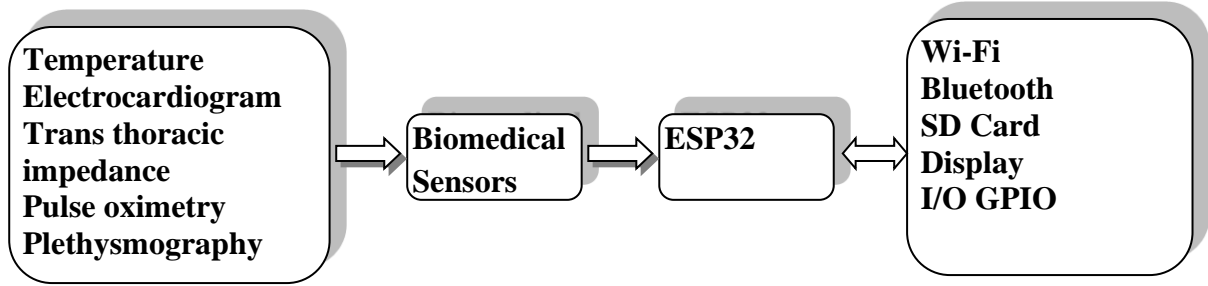 Temperature
Electrocardiogram
Trans thoracic
impedance
Pulse oximetry
Plethysmography
Biomedical
Sensors
ESP32
Wi-Fi
Bluetooth
SD Card
Display
I/O GPIO